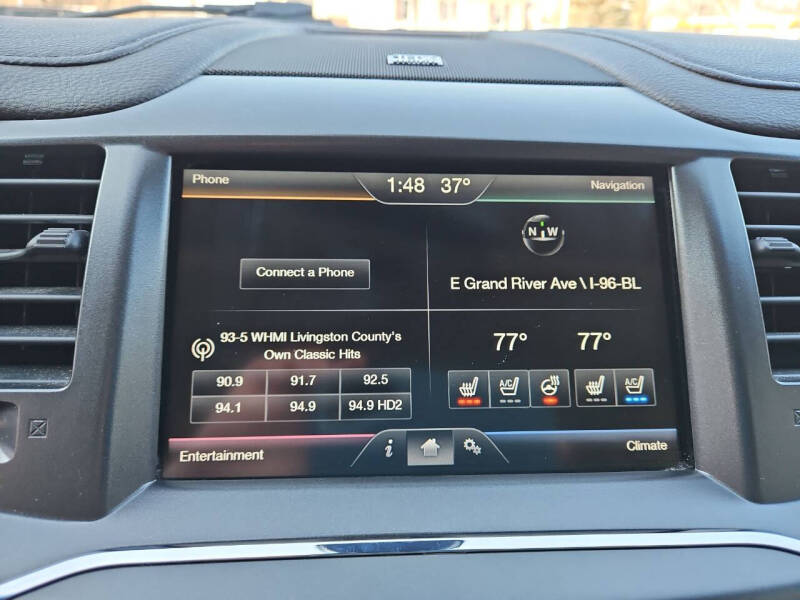 Phone
1:48 37°
Navigation
N W
Connect a Phone
E Grand River Ave \ I-96-BL
93-5 WHMI Livingston County's
Own Classic Hits
77° 77°
90.9 91.7 92.5
94.1 94.9 94.9 HD2
A/C A/C
Entertainment
i
Climate